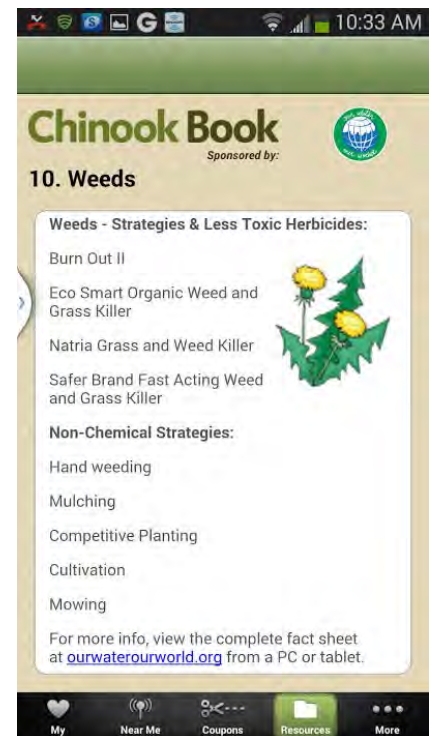 10:33 AM
Chinook Book
Sponsored by:
10. Weeds
Weeds - Strategies & Less Toxic Herbicides:
Burn Out II
Eco Smart Organic Weed and
Grass Killer
Natria Grass and Weed Killer
Safer Brand Fast Acting Weed
and Grass Killer
Non-Chemical Strategies:
Hand weeding
Mulching
Competitive Planting
Cultivation
Mowing
For more info, view the complete fact sheet
at ourwaterourworld.org from a PC or tablet.
My Near Me Coupons Resources More